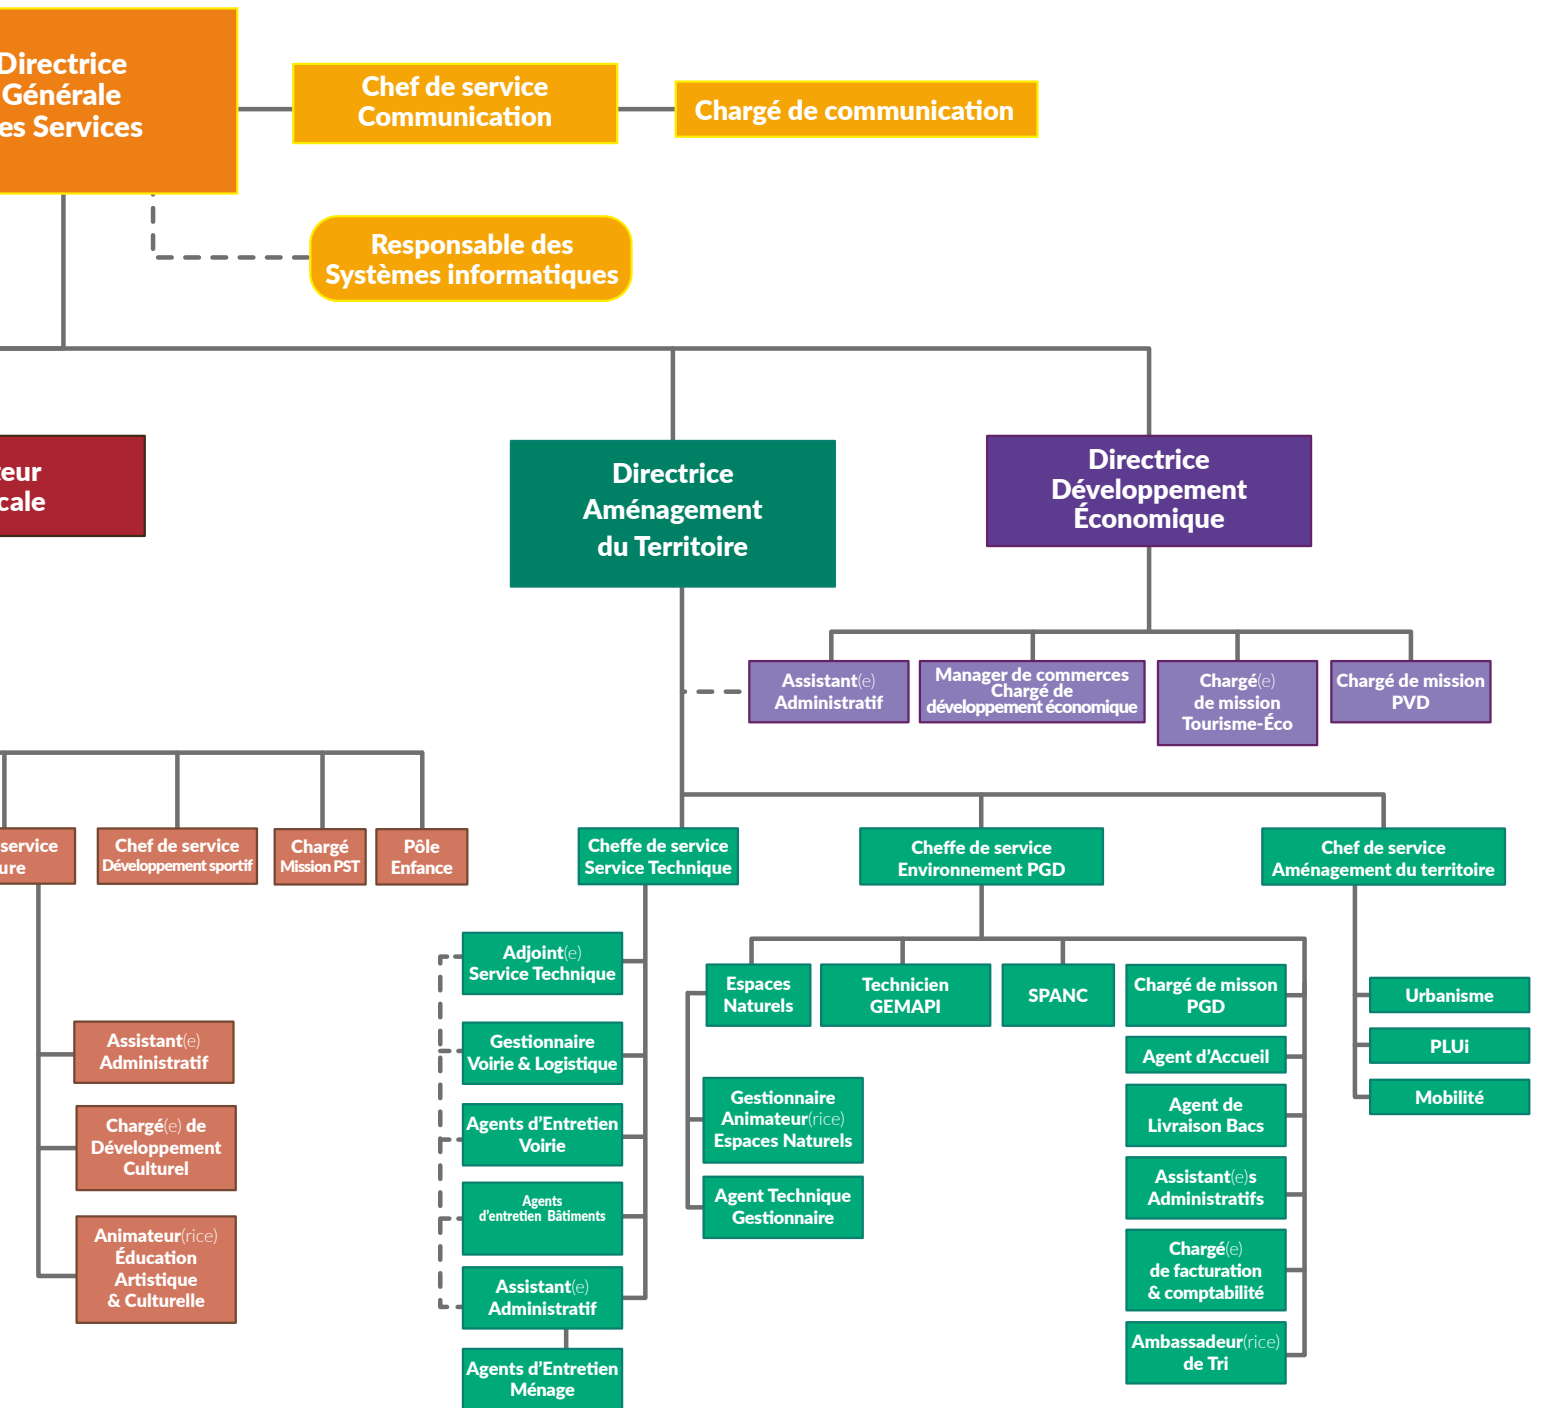 Directrice
Générale
es Services
Chef de service
Communication
Chargé de communication
Responsable des
Systèmes informatiques
teur
cale
Directrice
Aménagement
du Territoire
Directrice
Développement
Économique
Assistant(e)
Administratif
Manager de commerces
Chargé de
développement économique
Chargé(e)
de mission
Tourisme-Éco
Chargé de mission
PVD
service
ure
Chef de service
Développement sportif
Chargé
Mission PST
Pôle
Enfance
Cheffe de service
Service Technique
Cheffe de service
Environnement PGD
Chef de service
Aménagement du territoire
Assistant(e)
Administratif
Chargé(e) de
Développement
Culturel
Animateur(rice)
Éducation
Artistique
& Culturelle
Adjoint(e)
Service Technique
Gestionnaire
Voirie & Logistique
Agents d'Entretien
Voirie
Agents
d'entretien Bâtiments
Assistant(e)
Administratif
Agents d'Entretien
Ménage
Espaces
Naturels
Technicien
GEMAPI
SPANC
Chargé de misson
PGD
Gestionnaire
Animateur(rice)
Espaces Naturels
Agent Technique
Gestionnaire
Agent d'Accueil
Agent de
Livraison Bacs
Assistant(e)s
Administratifs
Chargé(e)
de facturation
& comptabilité
Ambassadeur(rice)
de Tri
Urbanisme
PLUi
Mobilité